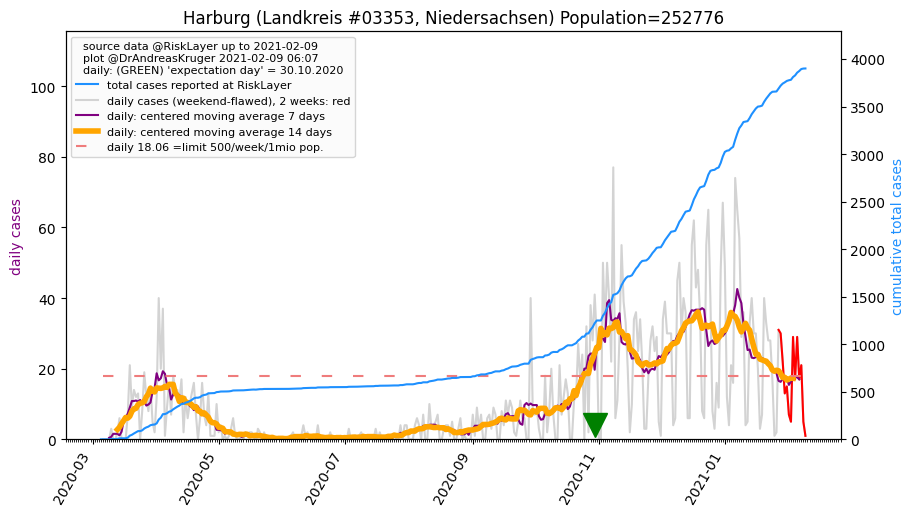 Harburg (Landkreis #03353, Niedersachsen) Population=252776
source data @RiskLayer up to 2021-02-09
plot @DrAndreasKruger 2021-02-09 06:07
daily: (GREEN) 'expectation day' = 30.10.2020
total cases reported at RiskLayer
daily cases (weekend-flawed), 2 weeks: red
daily: centered moving average 7 days
daily: centered moving average 14 days
daily 18.06 =limit 500/week/1mio pop.
daily cases
100
80
60
40
20
0
cumulative total cases
4000
3500
3000
2500
2000
1500
1000
500
0
2020-03
2020-05
2020-07
2020-09
2020-11
2021-01